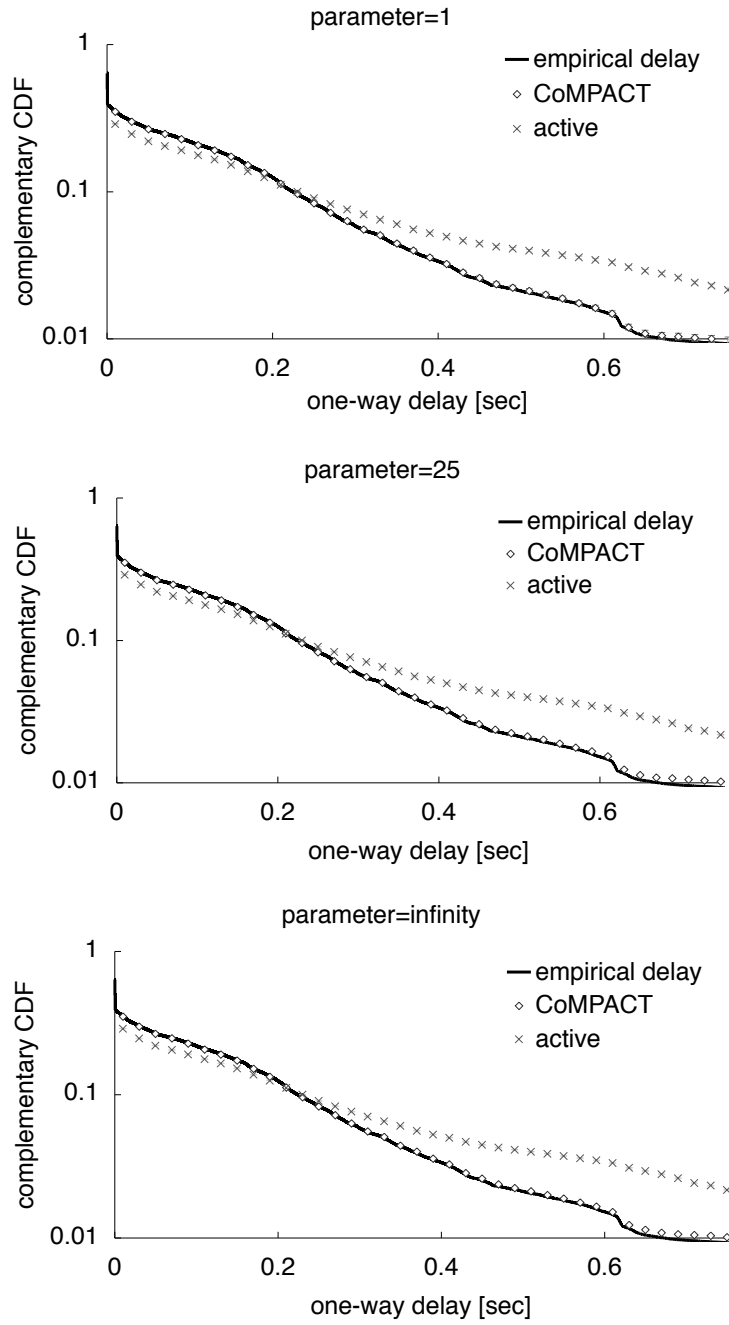 parameter=1
1
0.1
0.01
complementary CDF
empirical delay
CoMPACT
active
0
0.2
0.4
0.6
one-way delay [sec]
parameter=25
1
0.1
0.01
complementary CDF
empirical delay
CoMPACT
active
0
0.2
0.4
0.6
one-way delay [sec]
parameter=infinity
1
0.1
0.01
complementary CDF
empirical delay
CoMPACT
active
0
0.2
0.4
0.6
one-way delay [sec]